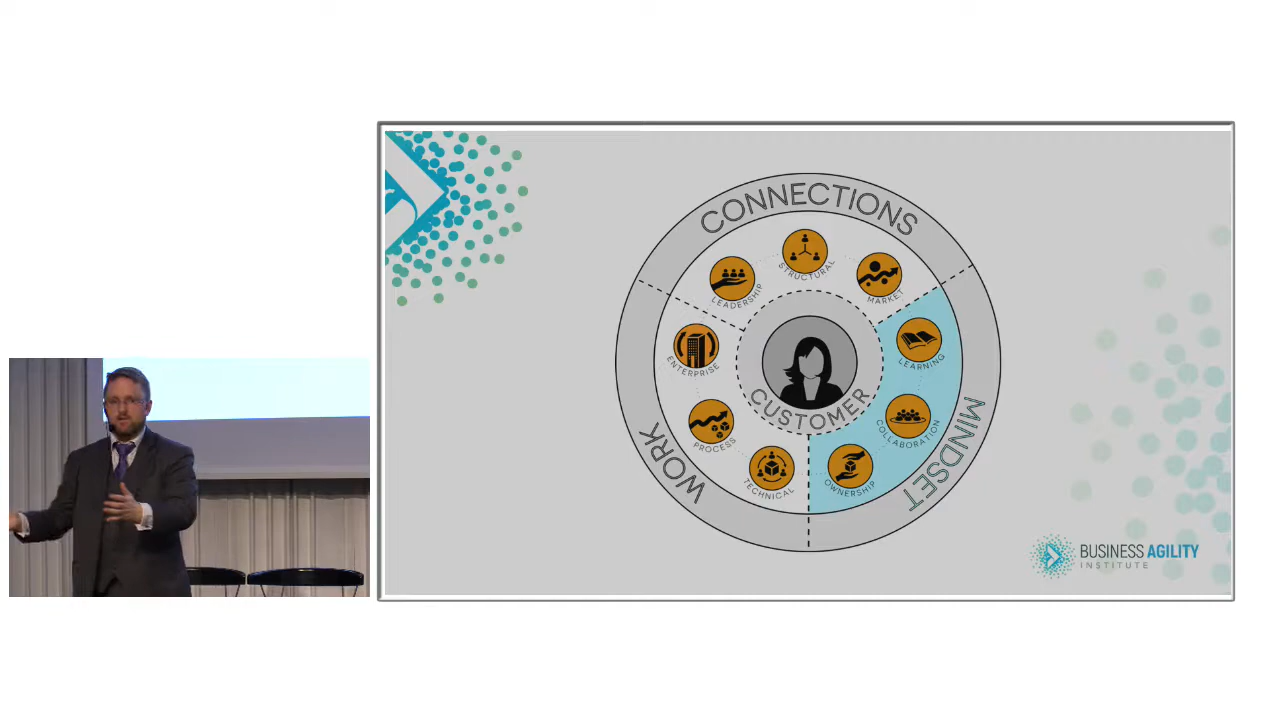 CONNECTIONS
STRUCTURAL
LEADERSHIP
MARKET
ENTERPRISE
LEARNING
CUSTOMER
PROCESS
COLLABORATION
WORK
MINDSET
TECHNICAL
OWNERSHIP
BUSINESS AGILITY
INSTITUTE